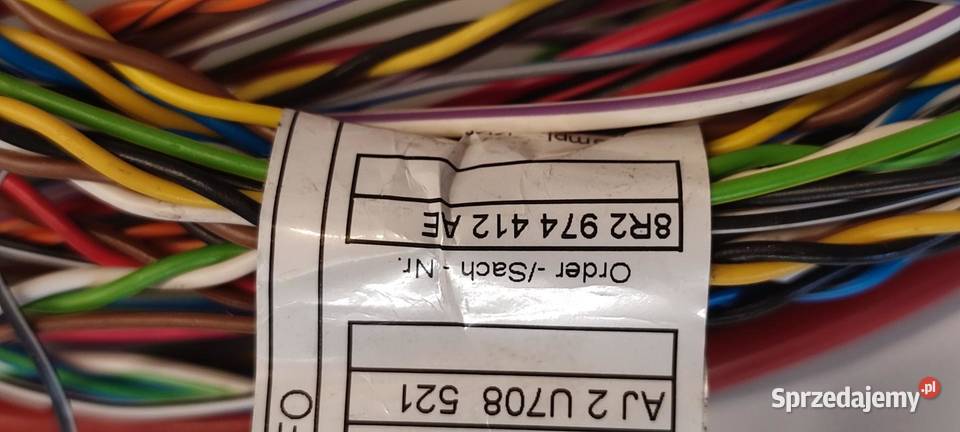 AJ 2 U708 521
Order -/Sach - Nr.
8R2 974 412 AE
Sprzedajemy.pl